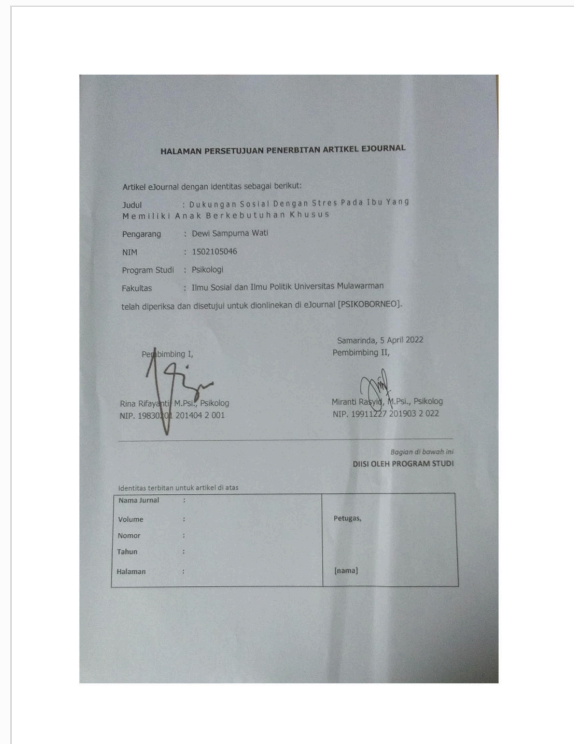 HALAMAN PERSETUJUAN PENERBITAN ARTIKEL EJOURNAL
Artikel eJournal dengan identitas sebagai berikut:
Judul : Dukungan Sosial Dengan Stres Pada Ibu Yang
Memiliki Anak Berkebutuhan Khusus
Pengarang : Dewi Sampurna Wati
NIM : 1502105046
Program Studi : Psikologi
Fakultas : Ilmu Sosial dan Ilmu Politik Universitas Mulawarman
telah diperiksa dan disetujui untuk dionlinekan di eJournal [PSIKOBORNEO].
Samarinda, 5 April 2022
Pembimbing I,
Pembimbing II,
Rina Rifayanti, M.Psi., Psikolog
NIP. 201404 2 001
Miranti Rasyid, M.Psi., Psikolog
NIP. 19911227 201903 2 022
Bagian di bawah ini
DIISI OLEH PROGRAM STUDI
Identitas terbitan untuk artikel di atas
Nama Jurnal :
Volume :
Nomor :
Tahun :
Halaman :
Petugas,
[nama]